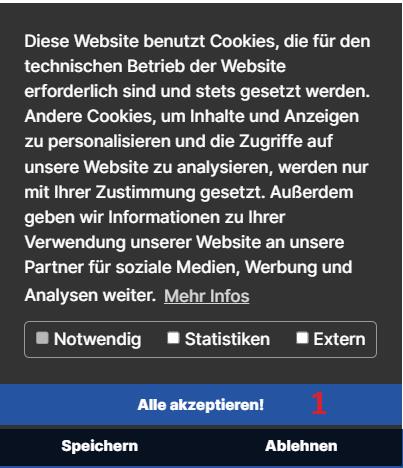 Diese Website benutzt Cookies, die für den
technischen Betrieb der Website
erforderlich sind und stets gesetzt werden.
Andere Cookies, um Inhalte und Anzeigen
zu personalisieren und die Zugriffe auf
unsere Website zu analysieren, werden nur
mit Ihrer Zustimmung gesetzt. Außerdem
geben wir Informationen zu Ihrer
Verwendung unserer Website an unsere
Partner für soziale Medien, Werbung und
Analysen weiter. Mehr Infos
Notwendig Statistiken Extern
Alle akzeptieren! 1
Speichern Ablehnen